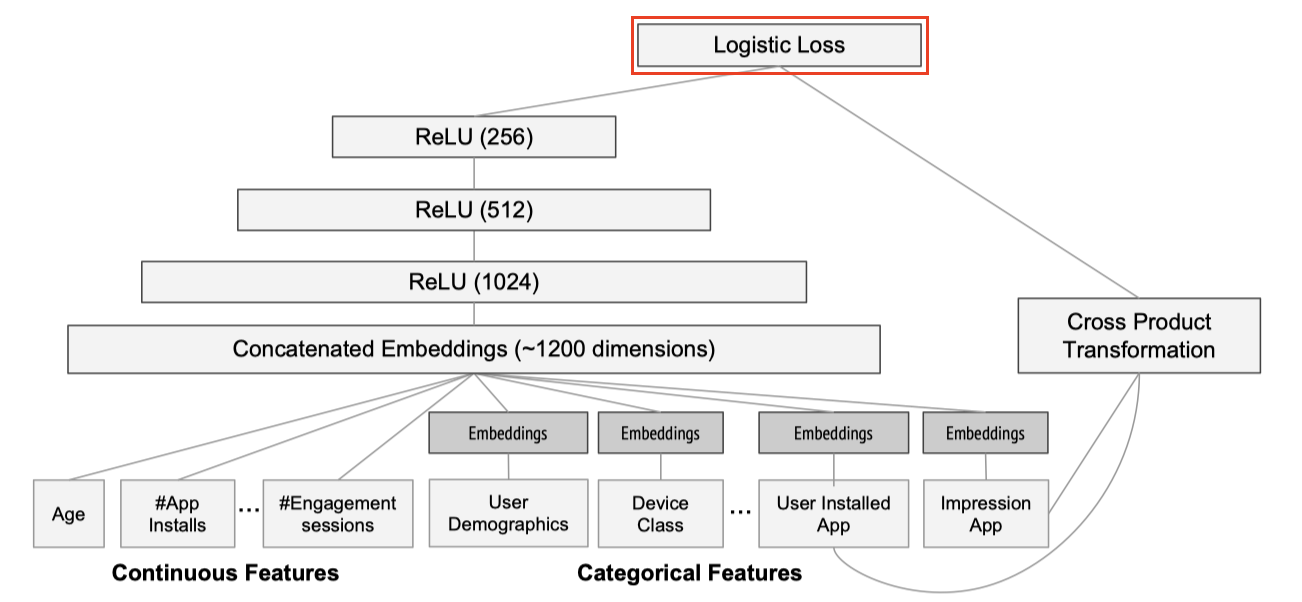 Logistic Loss
ReLU (256)
ReLU (512)
ReLU (1024)
Concatenated Embeddings (~1200 dimensions)
Cross Product
Transformation
Embeddings
Embeddings
Embeddings
Embeddings
Age
#App
Installs
...
#Engagement
sessions
User
Demographics
Device
Class
...
User Installed
App
Impression
App
Continuous Features
Categorical Features